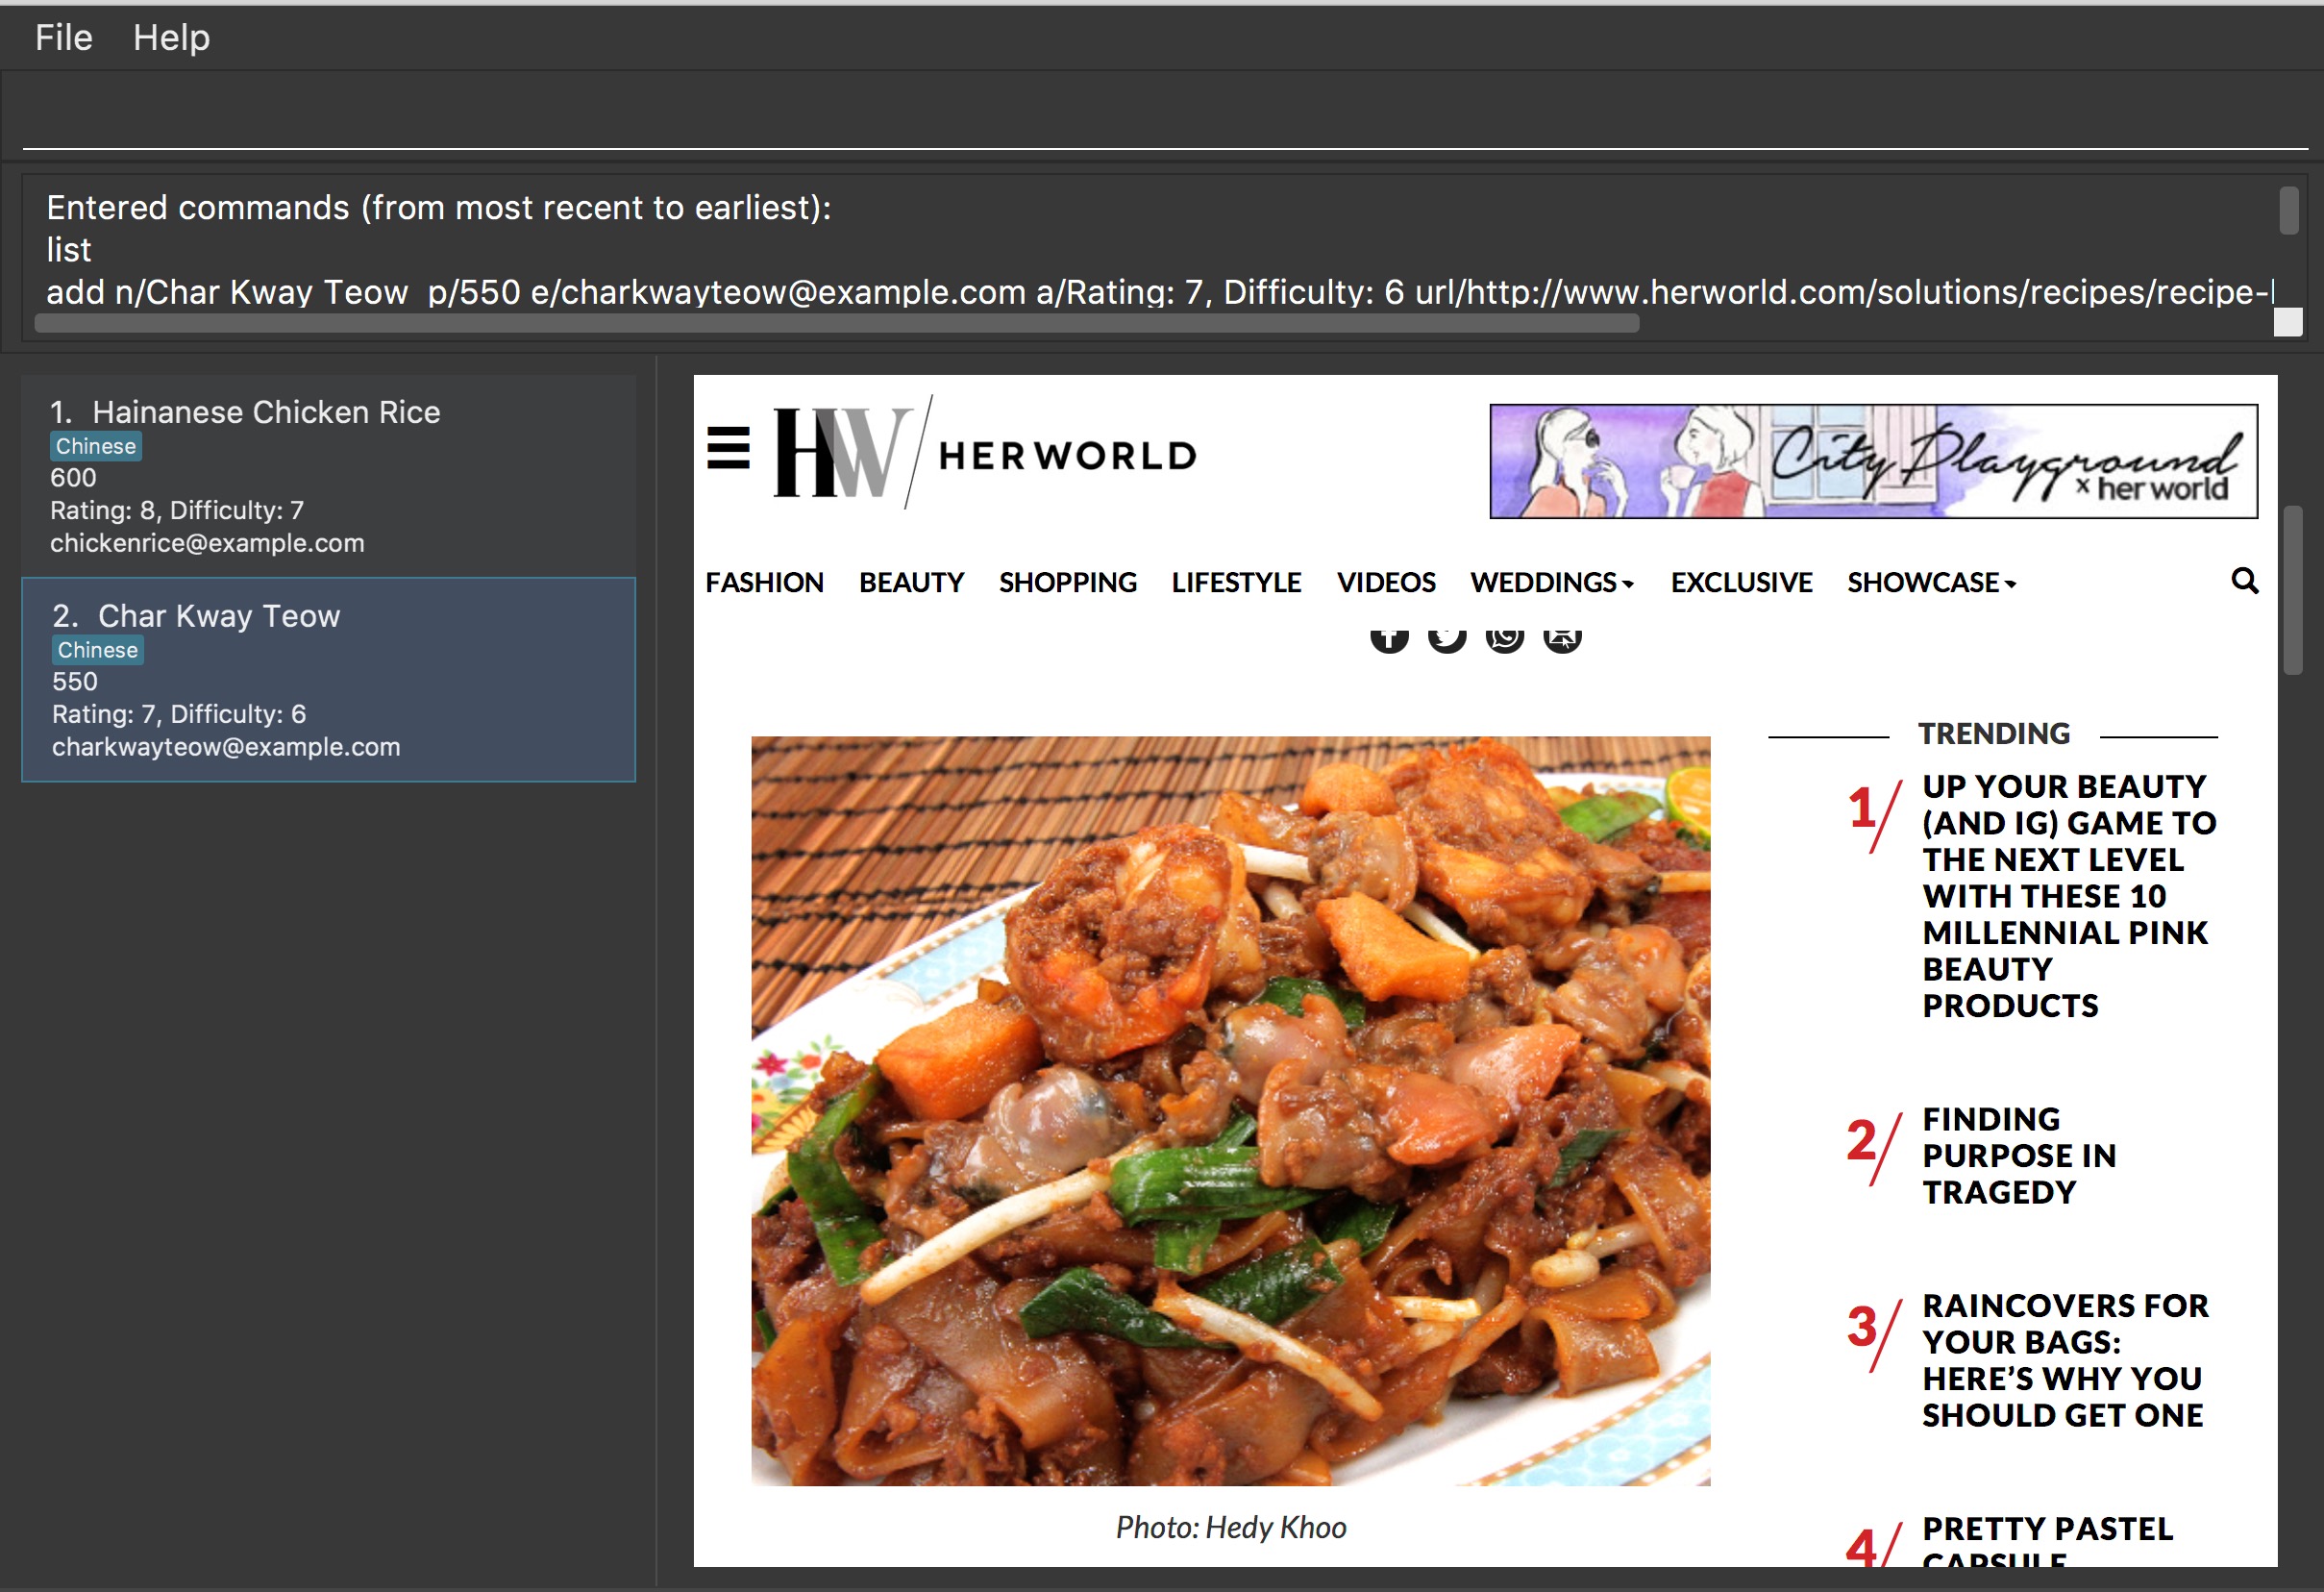 File Help
Entered commands (from most recent to earliest):
list
add n/Char Kway Teow  p/550 e/charkwayteow@example.com a/Rating: 7, Difficulty: 6 url/http://www.herworld.com/solutions/recipes/recipe-
1. Hainanese Chicken Rice
Chinese
600
Rating: 8, Difficulty: 7
chickenrice@example.com
2. Char Kway Teow
Chinese
550
Rating: 7, Difficulty: 6
charkwayteow@example.com
HW HERWORLD
City Playground
x her world
FASHION BEAUTY SHOPPING LIFESTYLE VIDEOS WEDDINGS EXCLUSIVE SHOWCASE
Photo: Hedy Khoo
TRENDING
1/ UP YOUR BEAUTY
(AND IG) GAME TO
THE NEXT LEVEL
WITH THESE 10
MILLENNIAL PINK
BEAUTY
PRODUCTS
2/ FINDING
PURPOSE IN
TRAGEDY
3/ RAINCOVERS FOR
YOUR BAGS:
HERE’S WHY YOU
SHOULD GET ONE
4/ PRETTY PASTEL
CAPSULE